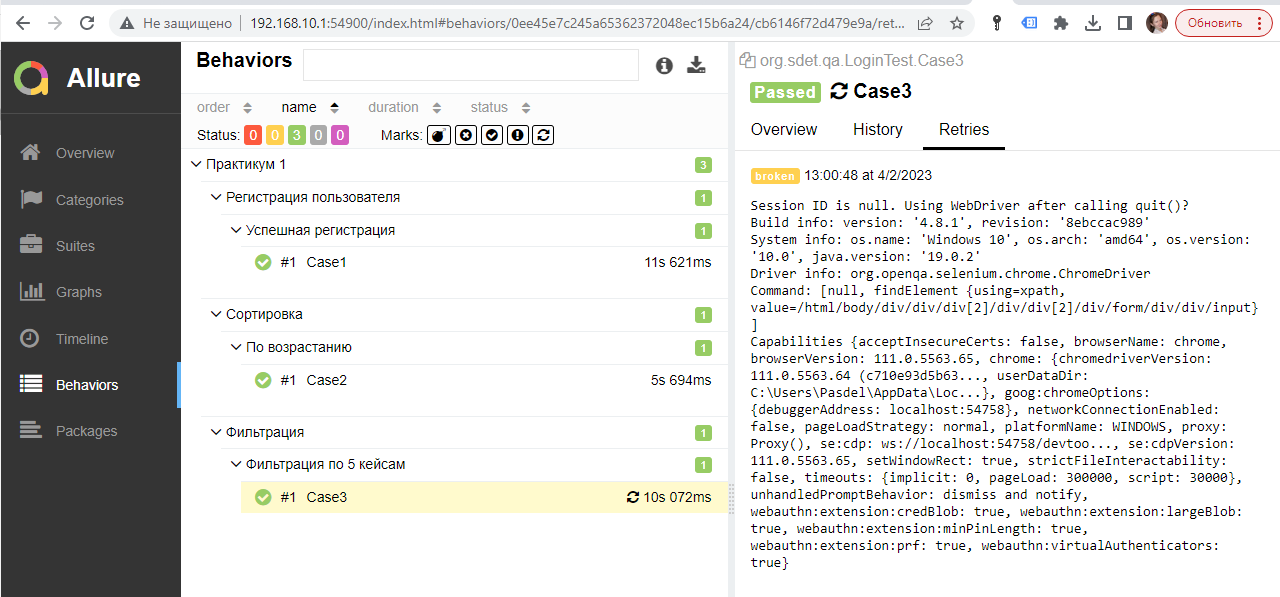 Не защищено
192.168.10.1:54900/index.html#behaviors/0ee45e7c245a65362372048ec15b6a24/cb6146f72d479e9a/ret...
Обновить
Allure
Overview
Categories
Suites
Graphs
Timeline
Behaviors
Packages
Behaviors
order name duration status
Status: 0 0 3 0 0 Marks:
Практикум 1 3
Регистрация пользователя 1
Успешная регистрация 1
#1 Case1 11s 621ms
Сортировка 1
По возрастанию 1
#1 Case2 5s 694ms
Фильтрация 1
Фильтрация по 5 кейсам 1
#1 Case3 10s 072ms
org.sdet.qa.LoginTest.Case3
Passed Case3
Overview History Retries
broken 13:00:48 at 4/2/2023
Session ID is null. Using WebDriver after calling quit()?
Build info: version: '4.8.1', revision: '8ebccac989'
System info: os.name: 'Windows 10', os.arch: 'amd64', os.version:
'10.0', java.version: '19.0.2'
Driver info: org.openqa.selenium.chrome.ChromeDriver
Command: [null, findElement {using=xpath,
value=/html/body/div/div/div[2]/div/div[2]/div/form/div/div/input}
]
Capabilities {acceptInsecureCerts: false, browserName: chrome,
browserVersion: 111.0.5563.65, chrome: {chromedriverVersion:
111.0.5563.64 (c710e93d5b63..., userDataDir:
C:\Users\Pasdel\AppData\Loc...}, goog:chromeOptions:
{debuggerAddress: localhost:54758}, networkConnectionEnabled:
false, pageLoadStrategy: normal, platformName: WINDOWS, proxy:
Proxy(), se:cdp: ws://localhost:54758/devtoo..., se:cdpVersion:
111.0.5563.65, setWindowRect: true, strictFileInteractability:
false, timeouts: {implicit: 0, pageLoad: 300000, script: 30000},
unhandledPromptBehavior: dismiss and notify,
webauthn:extension:credBlob: true, webauthn:extension:largeBlob:
true, webauthn:extension:minPinLength: true,
webauthn:extension:prf: true, webauthn:virtualAuthenticators:
true}